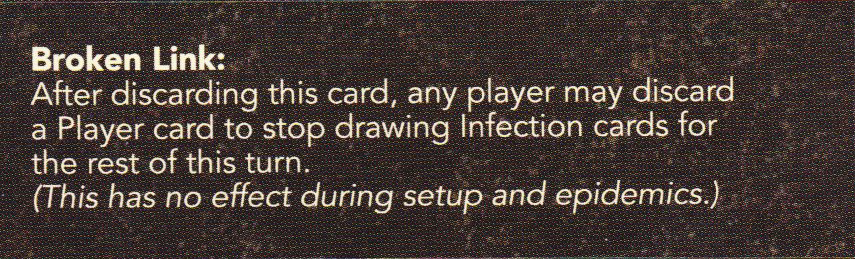 Broken Link:
After discarding this card, any player may discard
a Player card to stop drawing Infection cards for
the rest of this turn.
(This has no effect during setup and epidemics.)